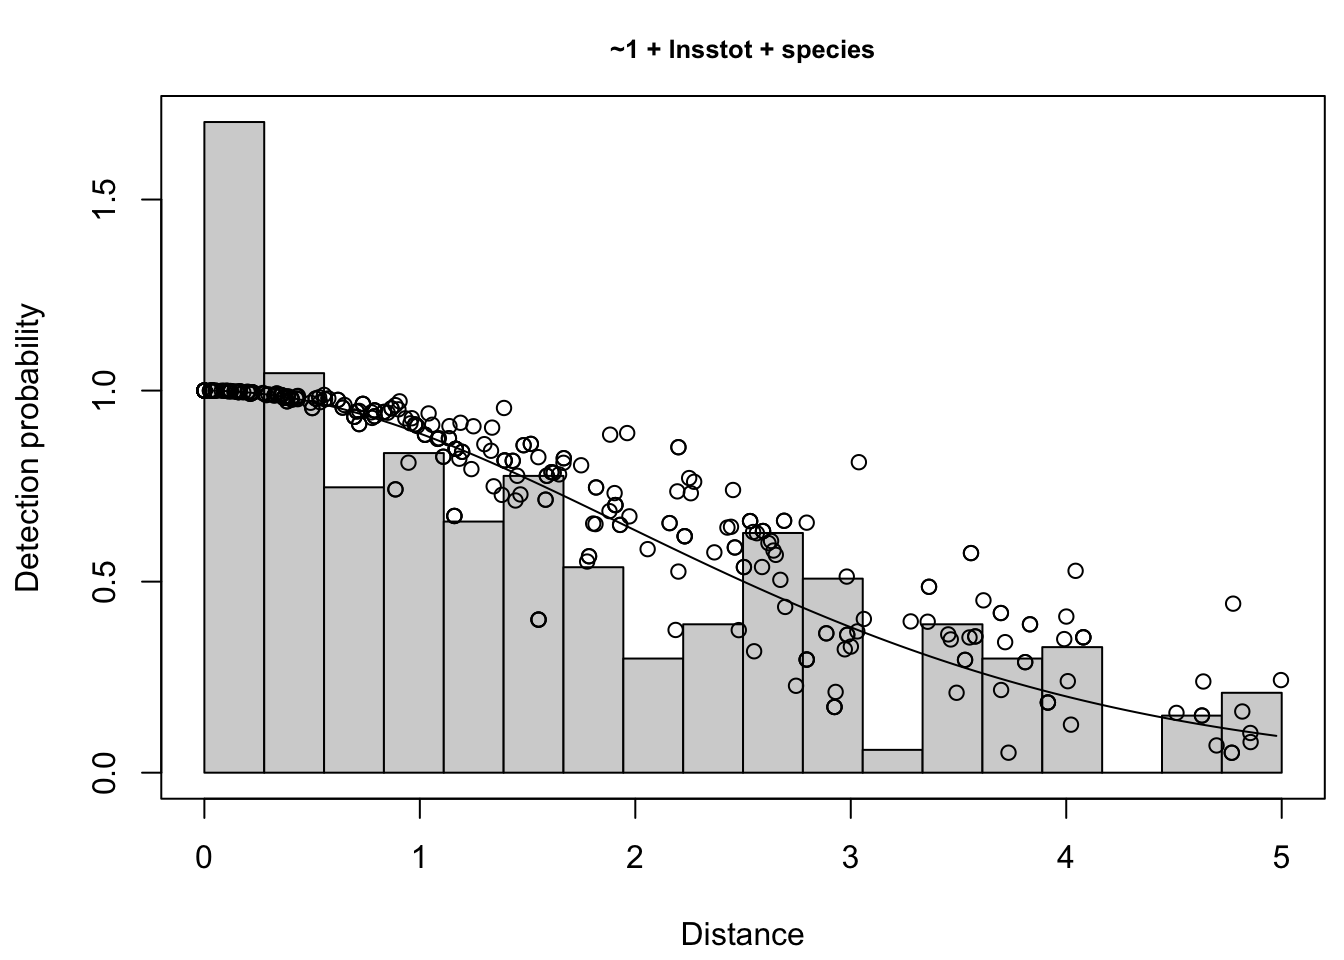 ~1 + lnsstot + species
Detection probability
1.5
1.0
0.5
0.0
0 1 2 3 4 5
Distance